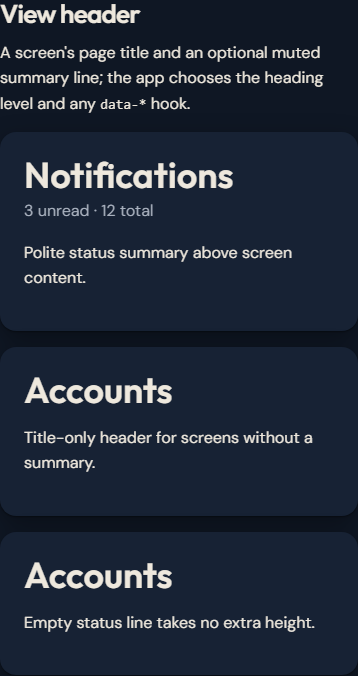 View header
A screen's page title and an optional muted
summary line; the app chooses the heading
level and any data-* hook.
Notifications
3 unread · 12 total
Polite status summary above screen
content.
Accounts
Title-only header for screens without a
summary.
Accounts
Empty status line takes no extra height.